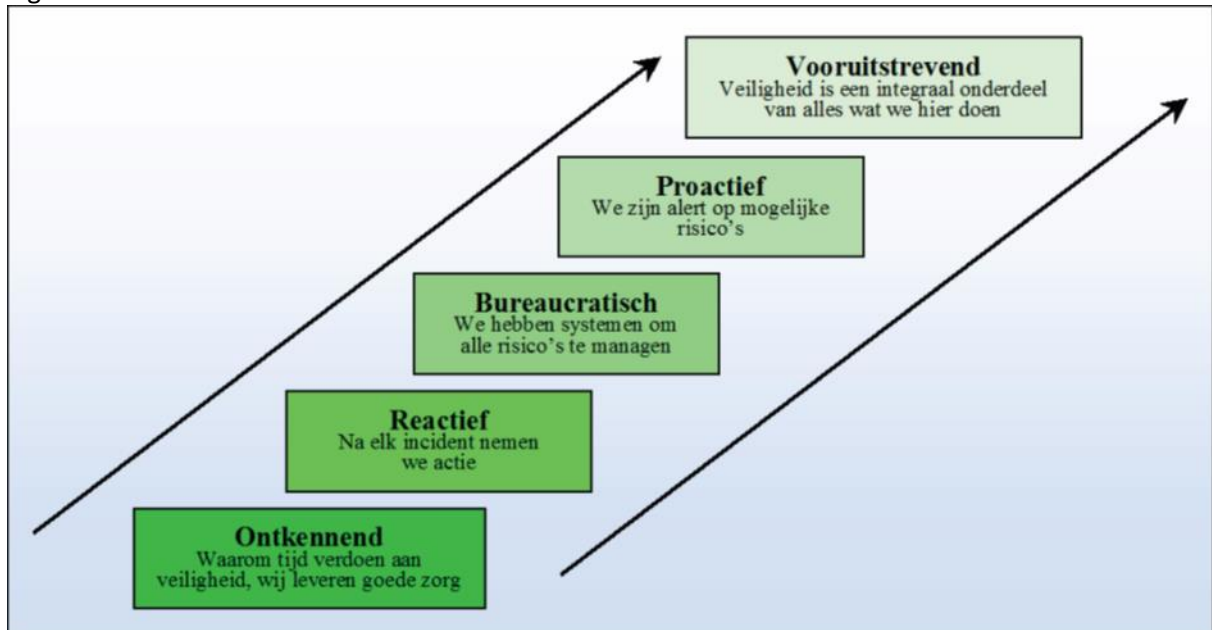 Vooruitstrevend
Veiligheid is een integraal onderdeel
van alles wat we hier doen
Proactief
We zijn alert op mogelijke
risico's
Bureaucratisch
We hebben systemen om
alle risico's te managen
Reactief
Na elk incident nemen
we actie
Ontkennend
Waarom tijd verdoen aan
veiligheid, wij leveren goede zorg